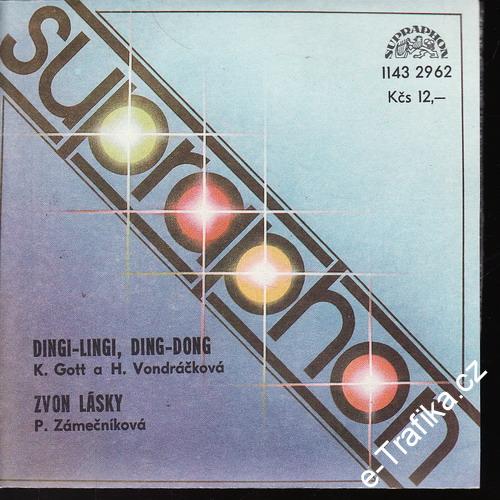 supraphon
SUPRAPHON
1143 2962
Kčs 12,—
DINGI-LINGI, DING-DONG
K. Gott a H. Vondráčková
ZVON LÁSKY
P. Zámečníková
e-Trafika.cz